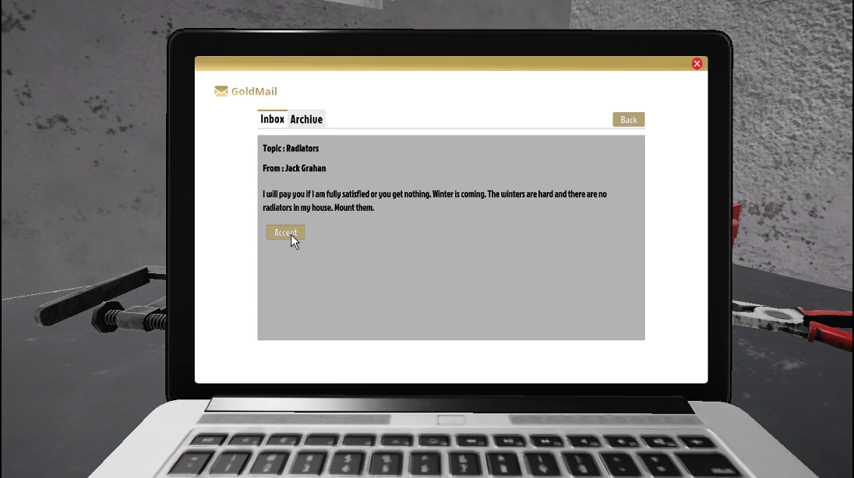 GoldMail
Inbox Archive
Back
Topic : Radiators
From : Jack Grahan
I will pay you if I am fully satisfied or you get nothing. Winter is coming. The winters are hard and there are no
radiators in my house. Mount them.
Accept